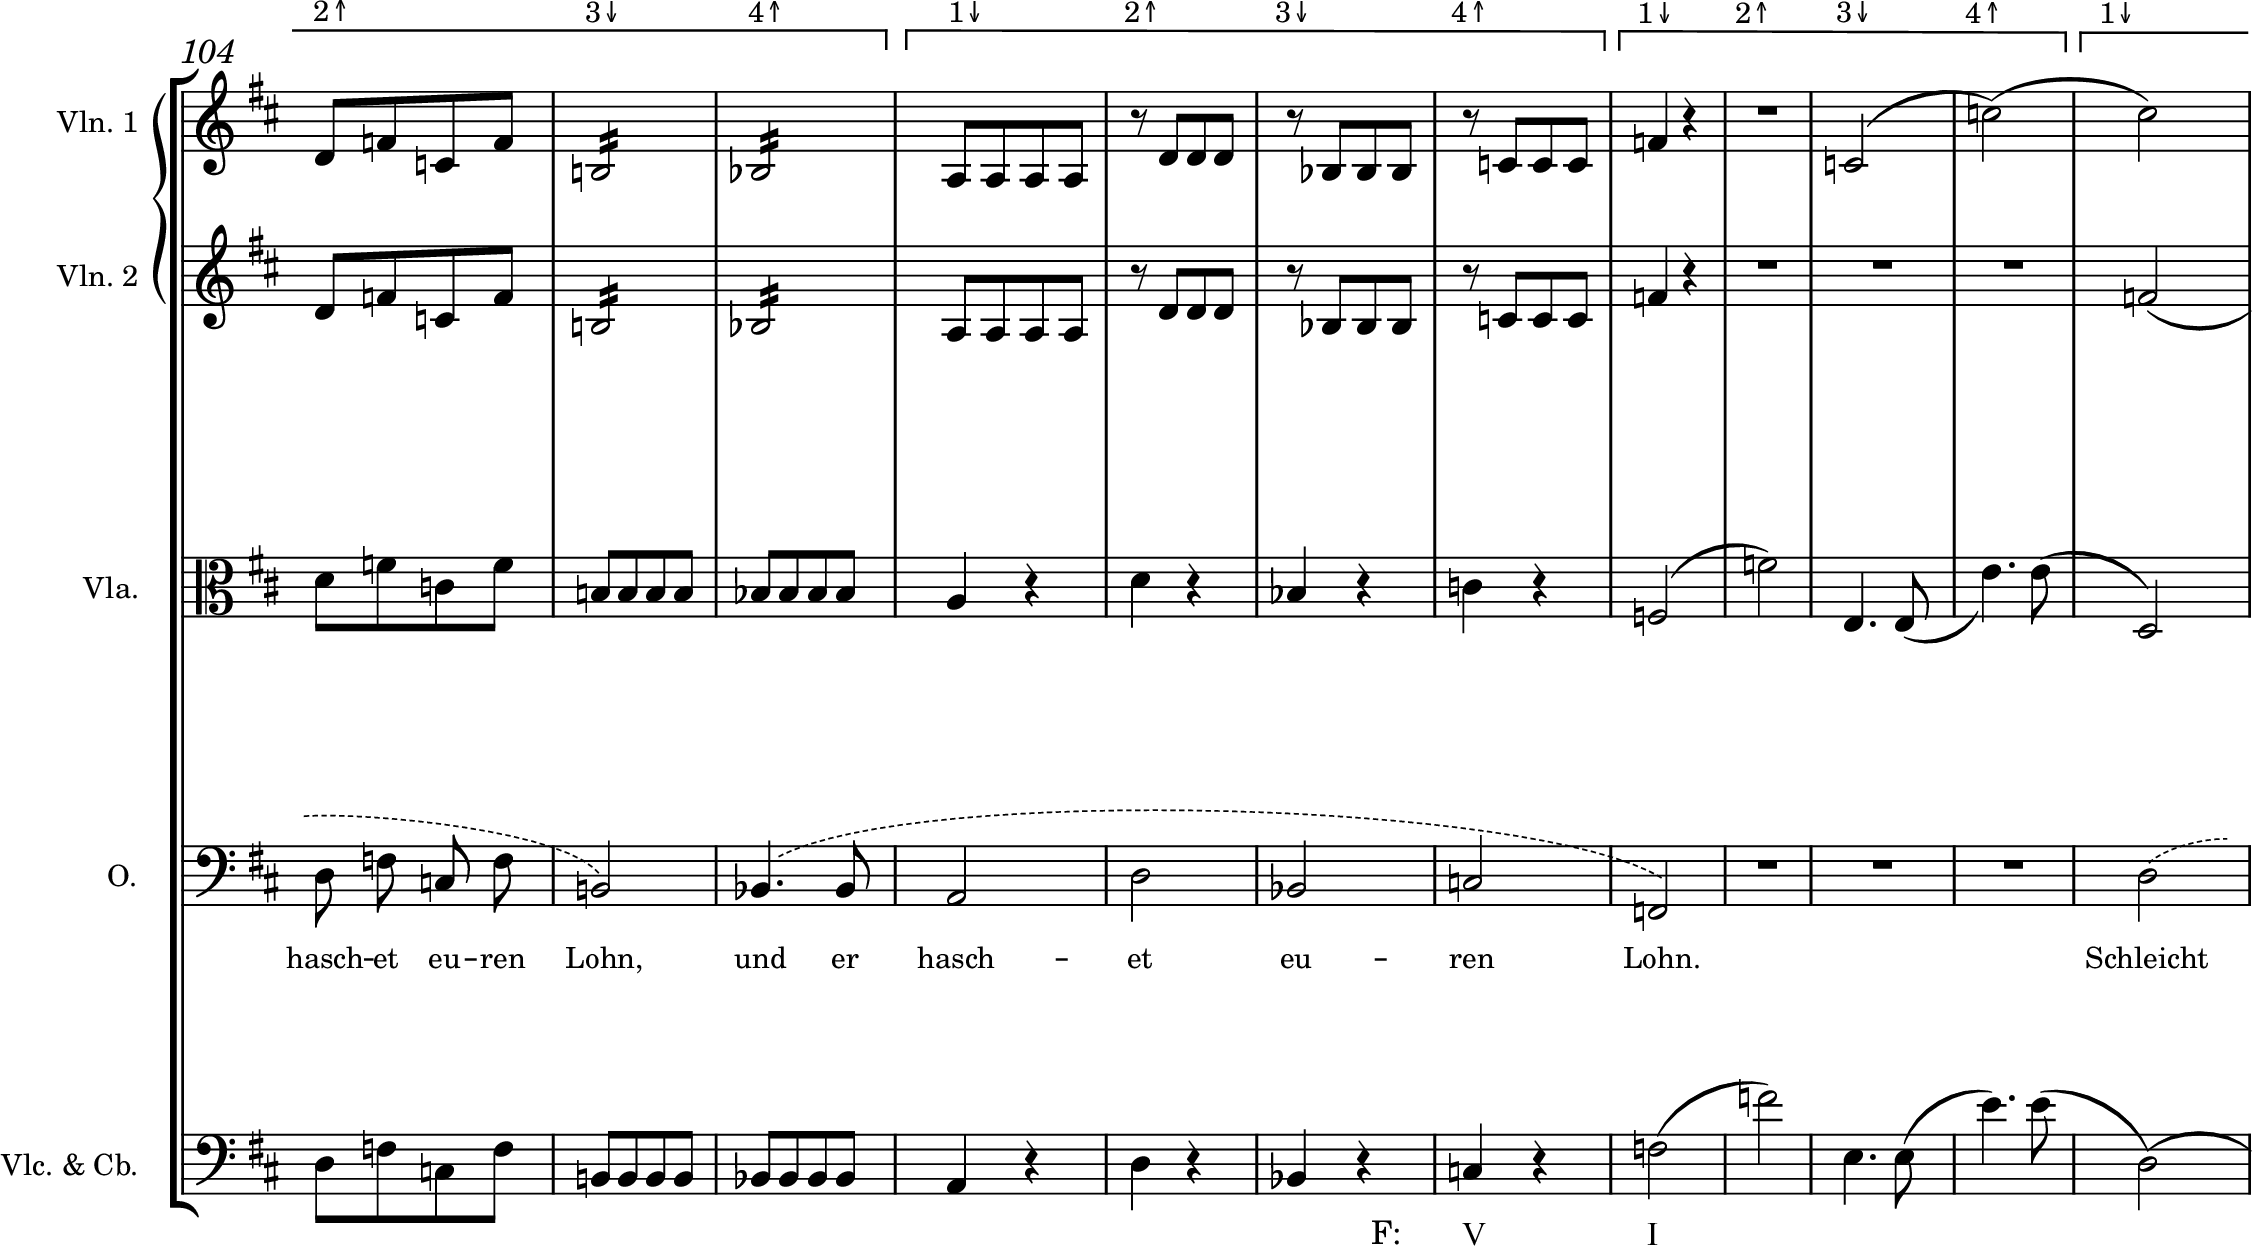 2↑ 3↓ 4↑ 1↓ 2↑ 3↓ 4↑ 1↓ 2↑ 3↓ 4↑ 1↓
104
Vln. 1
Vln. 2
Vla.
O.
hasch - et eu - ren Lohn, und er hasch - et eu - ren Lohn. Schleicht
Vlc. & Cb.
F: V I